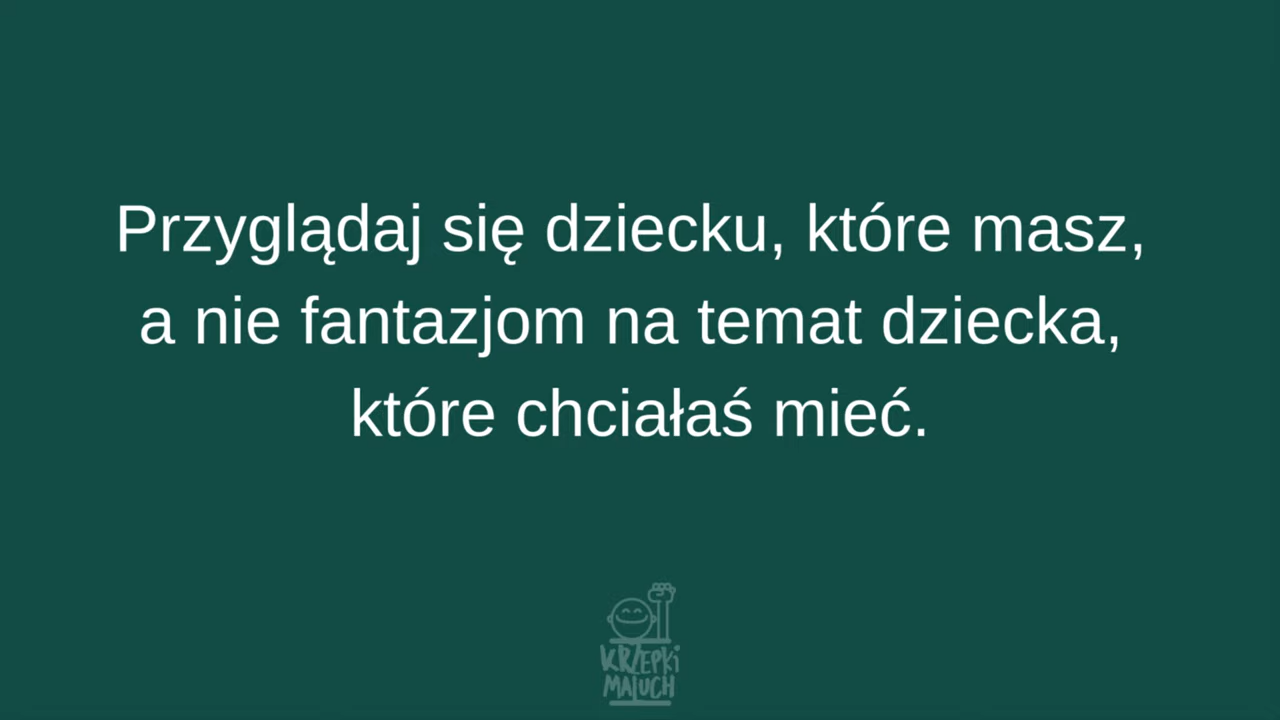 Przyglądaj się dziecku, które masz,
a nie fantazjom na temat dziecka,
które chciałaś mieć.
KRZEPKi
MALUCH